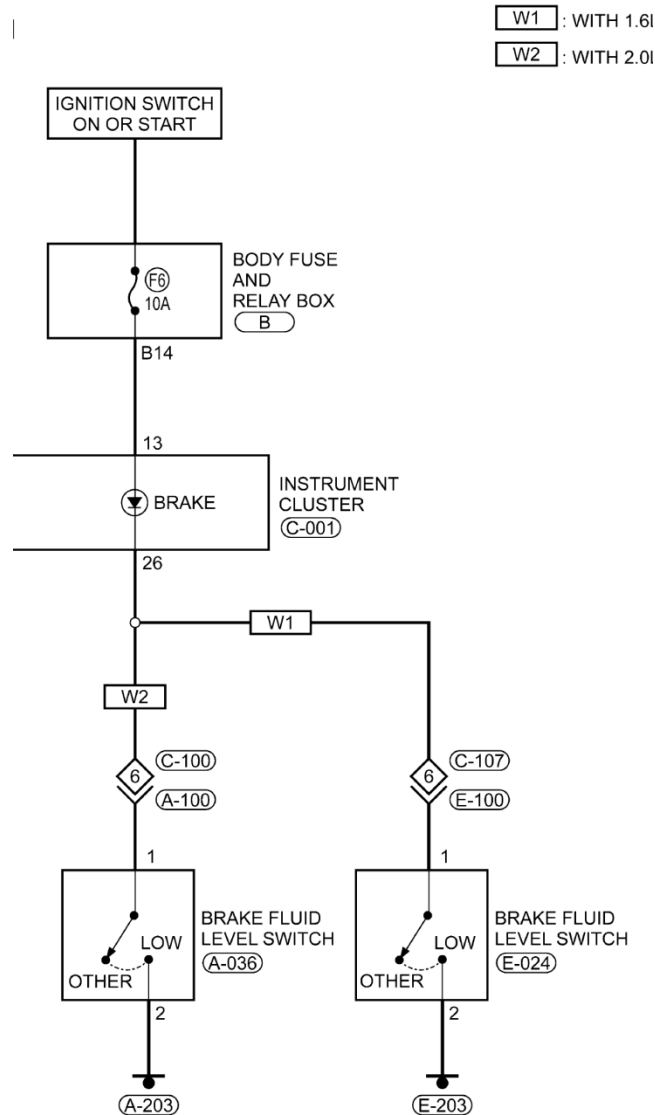 W1 : WITH 1.6L
W2 : WITH 2.0L
IGNITION SWITCH
ON OR START
F6
10A
BODY FUSE
AND
RELAY BOX
B
B14
13
BRAKE
INSTRUMENT
CLUSTER
C-001
26
W1
W2
6
C-100
A-100
6
C-107
E-100
1
LOW
OTHER
BRAKE FLUID
LEVEL SWITCH
A-036
2
A-203
1
LOW
OTHER
BRAKE FLUID
LEVEL SWITCH
E-024
2
E-203